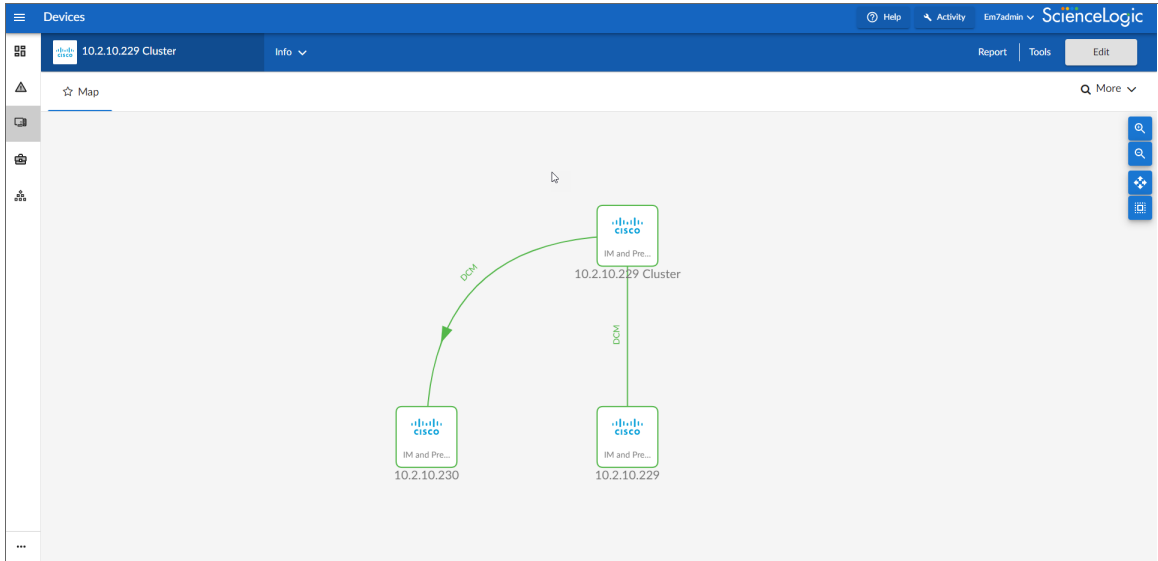 Devices
Help
Activity
Em7admin
ScienceLogic
cisco
10.2.10.229 Cluster
Info
Report
Tools
Edit
Map
More
cisco
IM and Pre...
10.2.10.229 Cluster
DCM
DCM
cisco
IM and Pre...
10.2.10.230
cisco
IM and Pre...
10.2.10.229